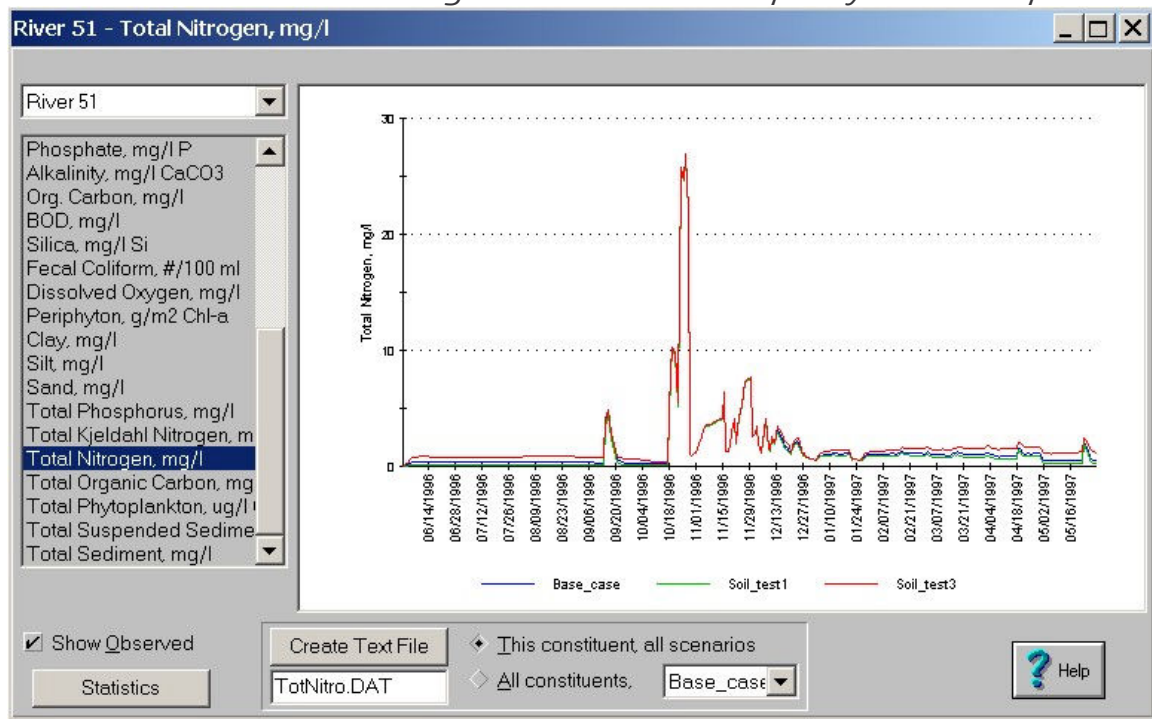 River 51 - Total Nitrogen, mg/l
River 51
Phosphate, mg/l P
Alkalinity, mg/l CaCO3
Org. Carbon, mg/l
BOD, mg/l
Silica, mg/l Si
Fecal Coliform, #/100 ml
Dissolved Oxygen, mg/l
Periphyton, g/m2 Chl-a
Clay, mg/l
Silt, mg/l
Sand, mg/l
Total Phosphorus, mg/l
Total Kjeldahl Nitrogen, m
Total Nitrogen, mg/l
Total Organic Carbon, mg
Total Phytoplankton, ug/l
Total Suspended Sedime
Total Sediment, mg/l
Total Nitrogen, mg/l
30
20
10
0
06/14/1996
06/28/1996
07/12/1996
07/26/1996
08/09/1996
08/23/1996
09/06/1996
09/20/1996
10/04/1996
10/18/1996
11/01/1996
11/15/1996
11/29/1996
12/13/1996
12/27/1996
01/10/1997
01/24/1997
02/07/1997
02/21/1997
03/07/1997
03/21/1997
04/04/1997
04/18/1997
05/02/1997
05/16/1997
Base_case Soil_test1 Soil_test3
Show Observed
Statistics
Create Text File
TotNitro.DAT
This constituent, all scenarios
All constituents, Base_case
Help